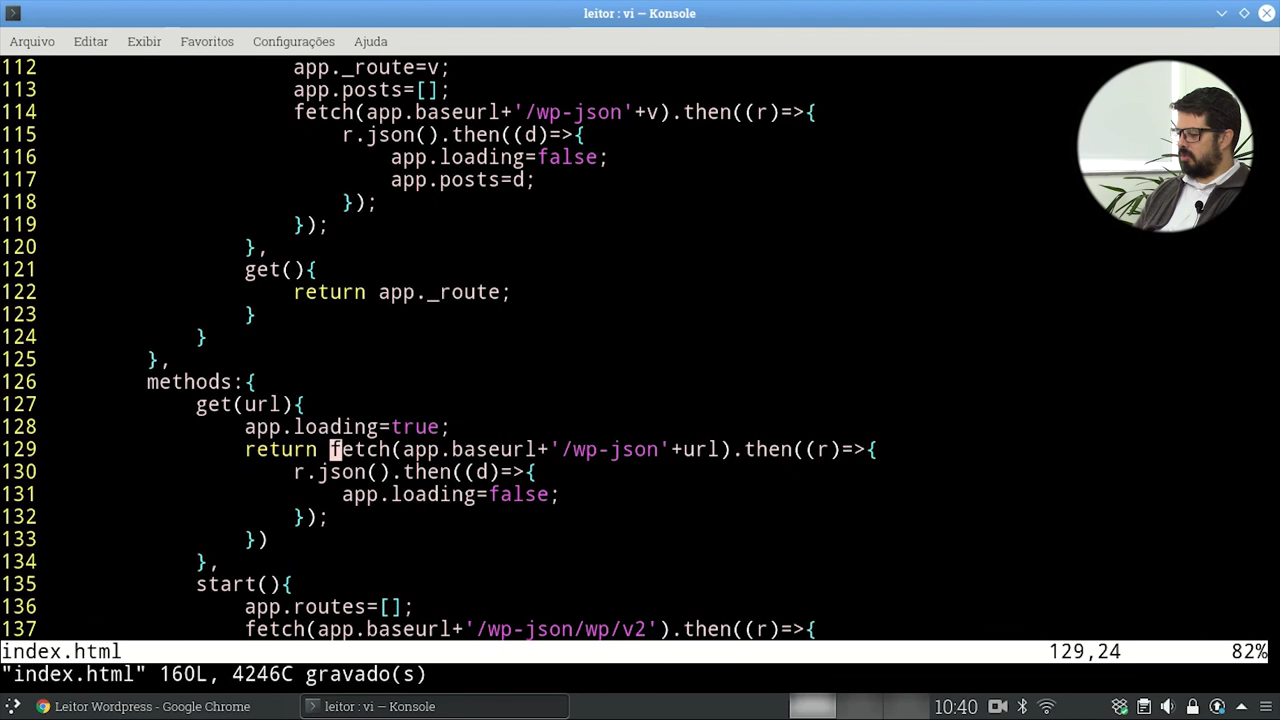 leitor : vi — Konsole
Arquivo Editar Exibir Favoritos Configurações Ajuda
112 app._route=v;
113 app.posts=[];
114 fetch(app.baseurl+'/wp-json'+v).then((r)=>{
115 r.json().then((d)=>{
116 app.loading=false;
117 app.posts=d;
118 });
119 });
120 },
121 get(){
122 return app._route;
123 }
124 }
125 },
126 methods:{
127 get(url){
128 app.loading=true;
129 return fetch(app.baseurl+'/wp-json'+url).then((r)=>{
130 r.json().then((d)=>{
131 app.loading=false;
132 });
133 })
134 },
135 start(){
136 app.routes=[];
137 fetch(app.baseurl+'/wp-json/wp/v2').then((r)=>{
index.html 129,24 82%
"index.html" 160L, 4246C gravado(s)
Leitor Wordpress - Google Chrome leitor : vi — Konsole 10:40